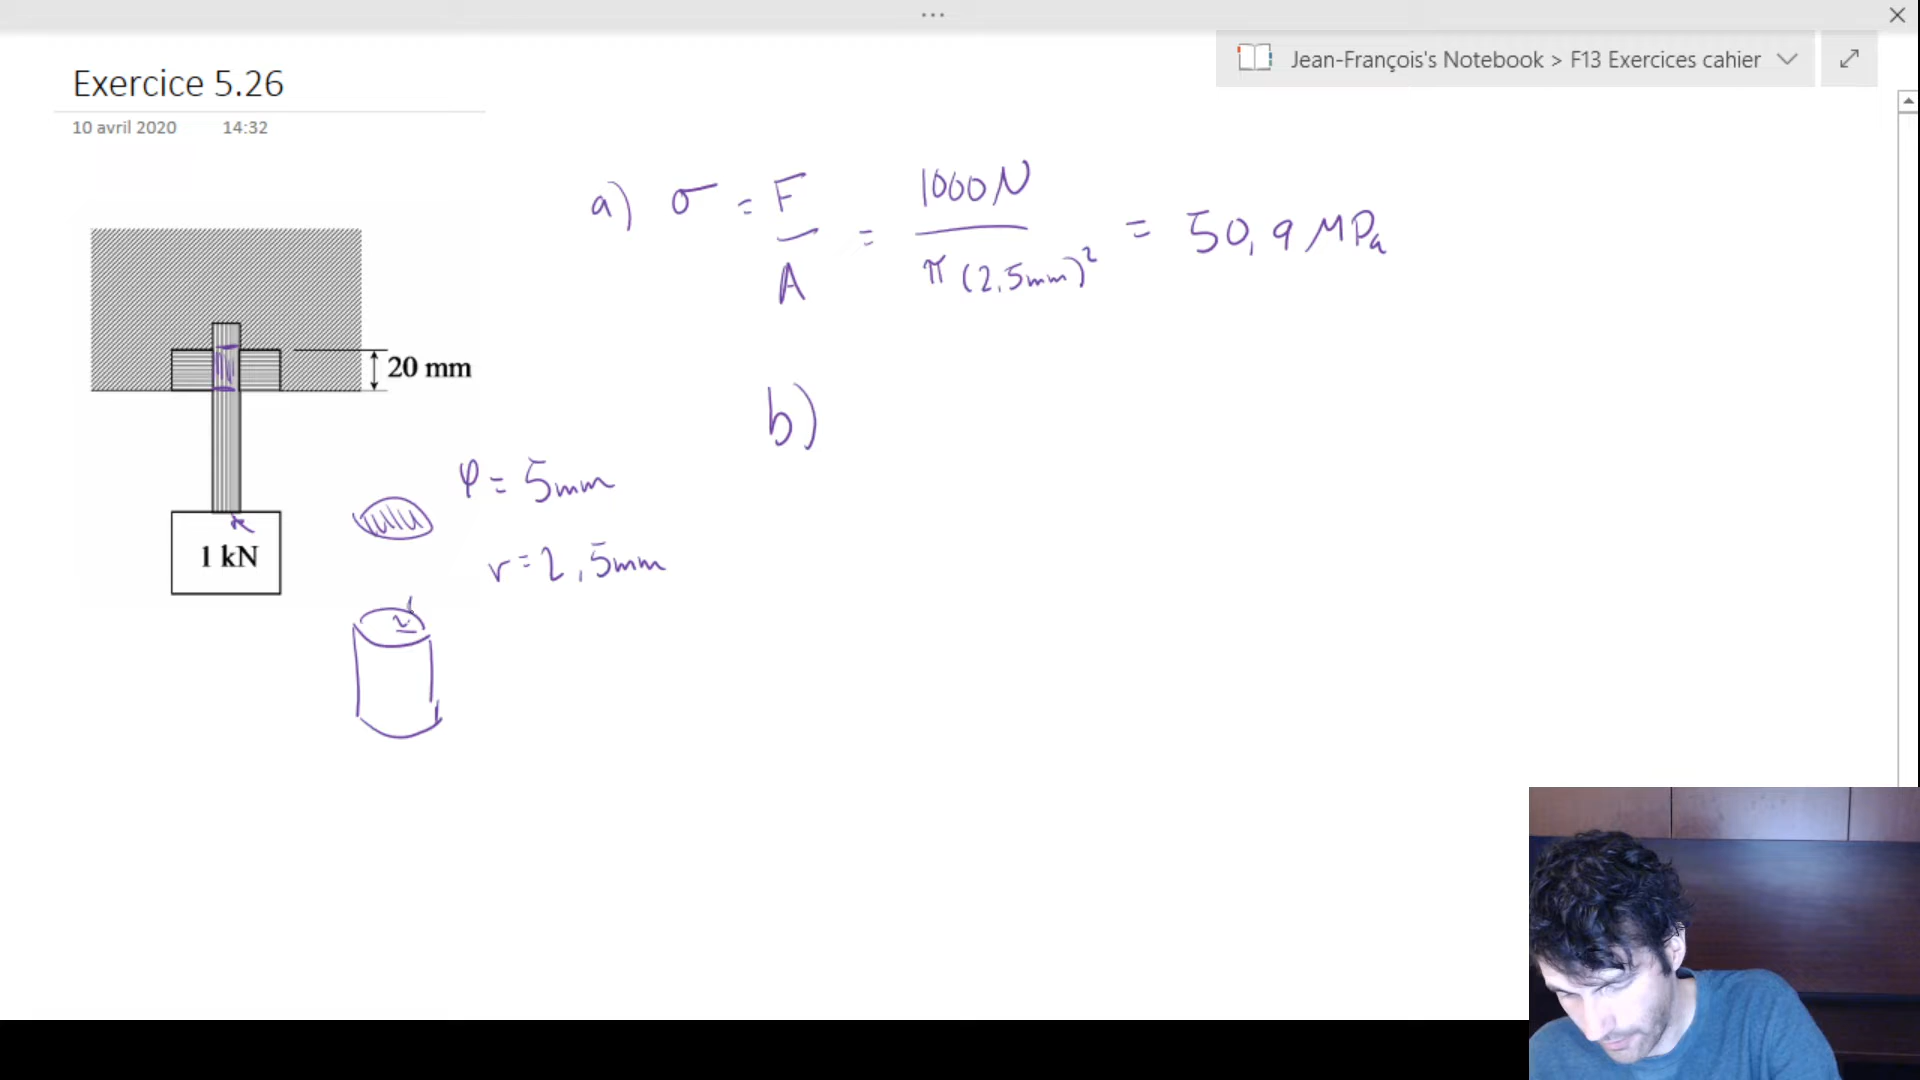 ...
Jean-François's Notebook > F13 Exercices cahier
Exercice 5.26
10 avril 2020 14:32
a) σ = F / A = 1000 N / π (2,5mm)² = 50,9 MPa
20 mm
b)
φ = 5mm
1 kN
r = 2,5mm